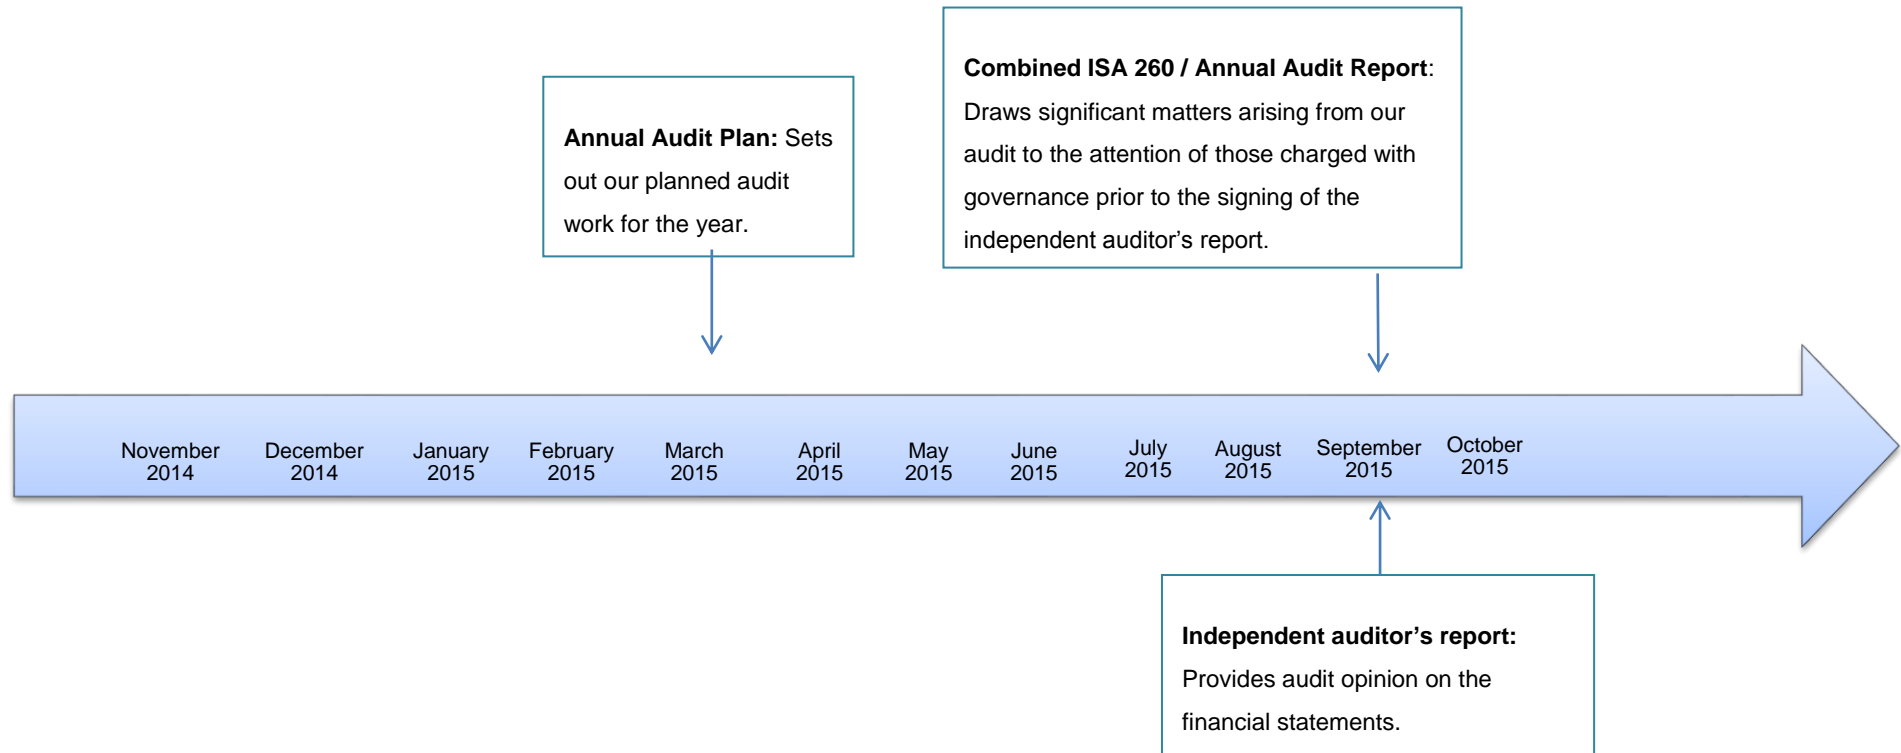 Combined ISA 260 / Annual Audit Report:
Draws significant matters arising from our
audit to the attention of those charged with
governance prior to the signing of the
independent auditor’s report.
Annual Audit Plan: Sets
out our planned audit
work for the year.
November
2014
December
2014
January
2015
February
2015
March
2015
April
2015
May
2015
June
2015
July
2015
August
2015
September
2015
October
2015
Independent auditor’s report:
Provides audit opinion on the
financial statements.